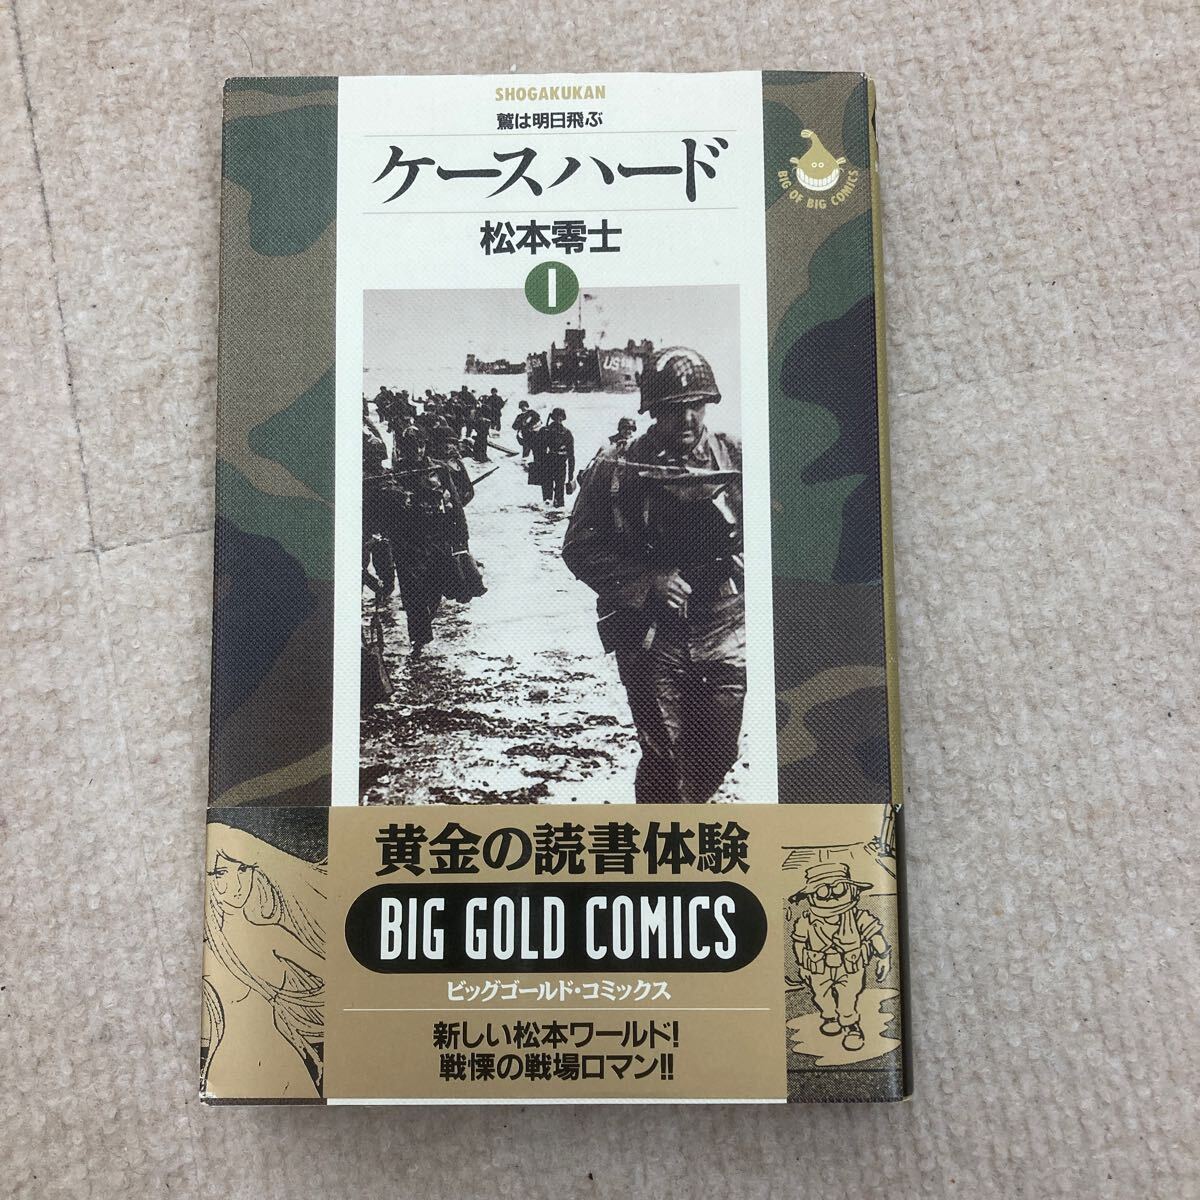 SHOGAKUKAN
鷲は明日飛ぶ
ケースハード
松本零士
1
BIG OF BIG COMICS
US
黄金の読書体験
BIG GOLD COMICS
ビッグゴールド・コミックス
新しい松本ワールド!
戦慄の戦場ロマン!!